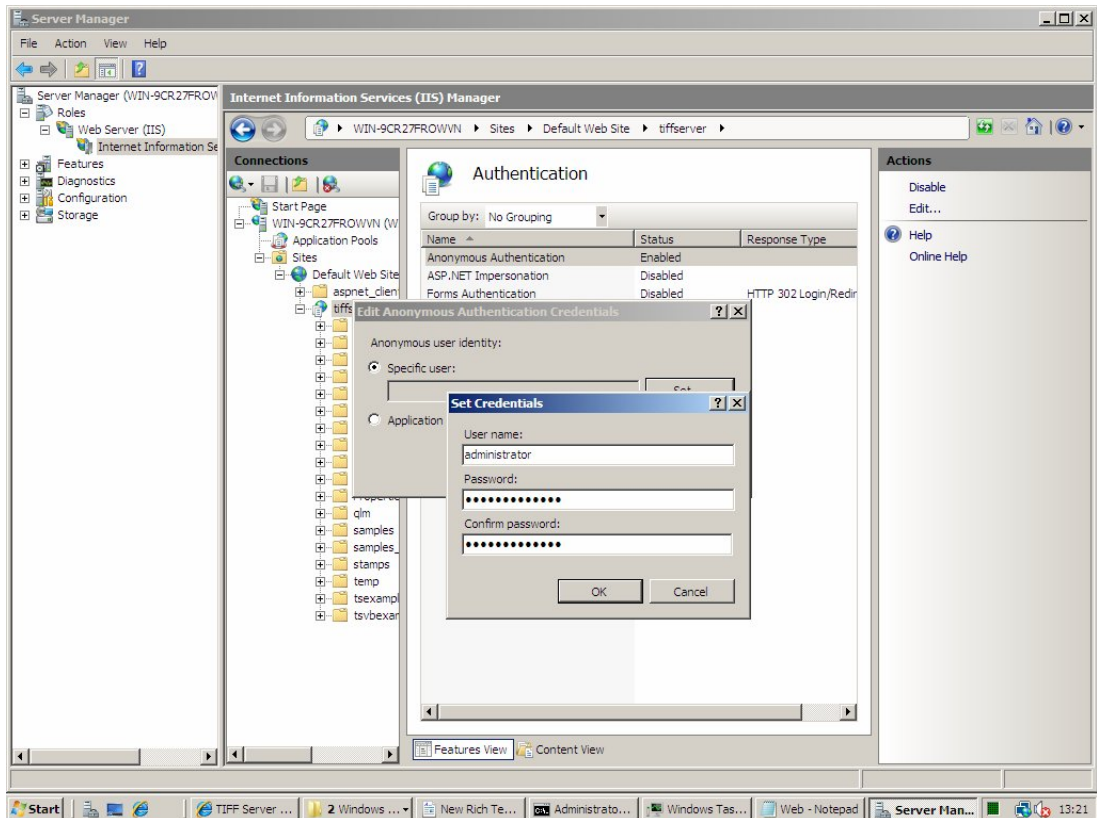 Server Manager
File Action View Help
Server Manager (WIN-9CR27FROW
Roles
Web Server (IIS)
Internet Information Se
Features
Diagnostics
Configuration
Storage
Internet Information Services (IIS) Manager
WIN-9CR27FROWVN Sites Default Web Site tiffserver
Connections
Start Page
WIN-9CR27FROWVN (W
Application Pools
Sites
Default Web Site
aspnet_clien
tiffs
qlm
samples
samples_
stamps
temp
tsexampl
tsvbexar
Authentication
Group by: No Grouping
Name Status Response Type
Anonymous Authentication Enabled
ASP.NET Impersonation Disabled
Forms Authentication Disabled HTTP 302 Login/Redir
Edit Anonymous Authentication Credentials
Anonymous user identity:
Specific user:
Set...
Application
Set Credentials
User name:
administrator
Password:
Confirm password:
OK Cancel
Features View Content View
Actions
Disable
Edit...
Help
Online Help
Start TIFF Server ... 2 Windows ... New Rich Te... Administrato... Windows Tas... Web - Notepad Server Man... 13:21